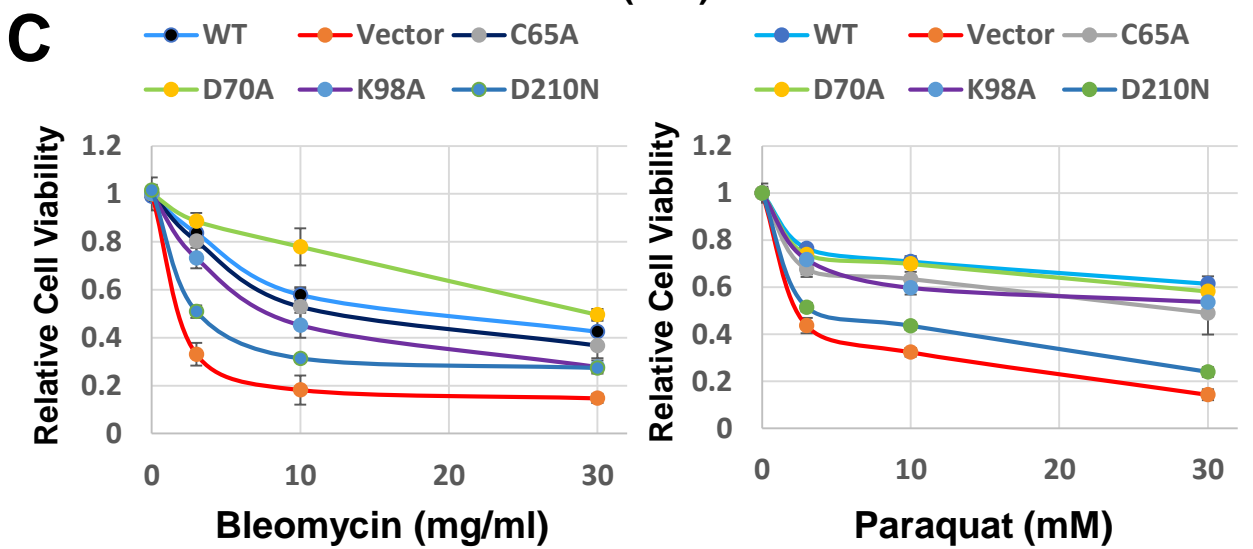 C
WT Vector C65A
D70A K98A D210N
Relative Cell Viability
1.2
1
0.8
0.6
0.4
0.2
0
0 10 20 30
Bleomycin (mg/ml)
WT Vector C65A
D70A K98A D210N
Relative Cell Viability
1.2
1
0.8
0.6
0.4
0.2
0
0 10 20 30
Paraquat (mM)